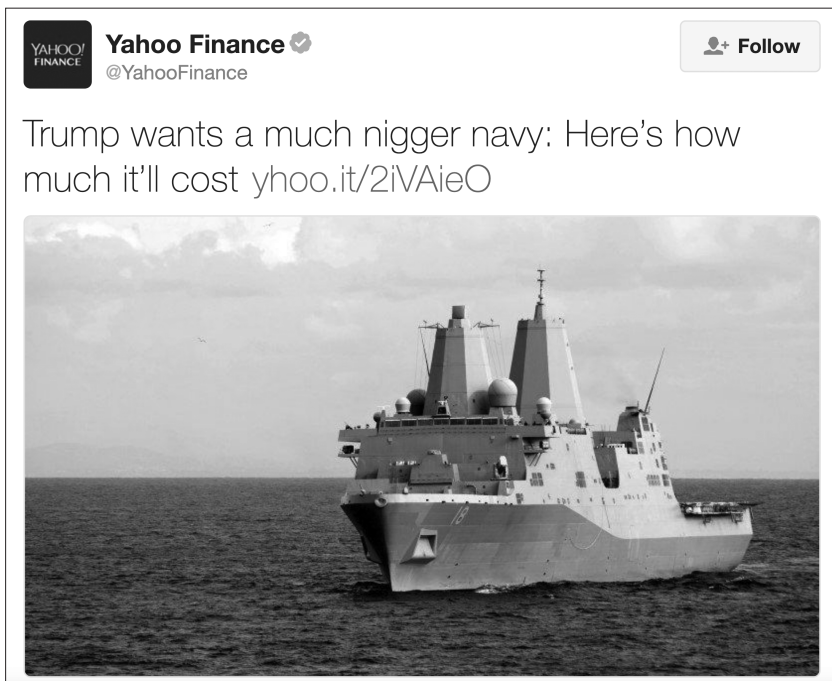 YAHOO!
FINANCE
Yahoo Finance
@YahooFinance
Follow
Trump wants a much nigger navy: Here's how
much it'll cost yhoo.it/2iVAieO
18